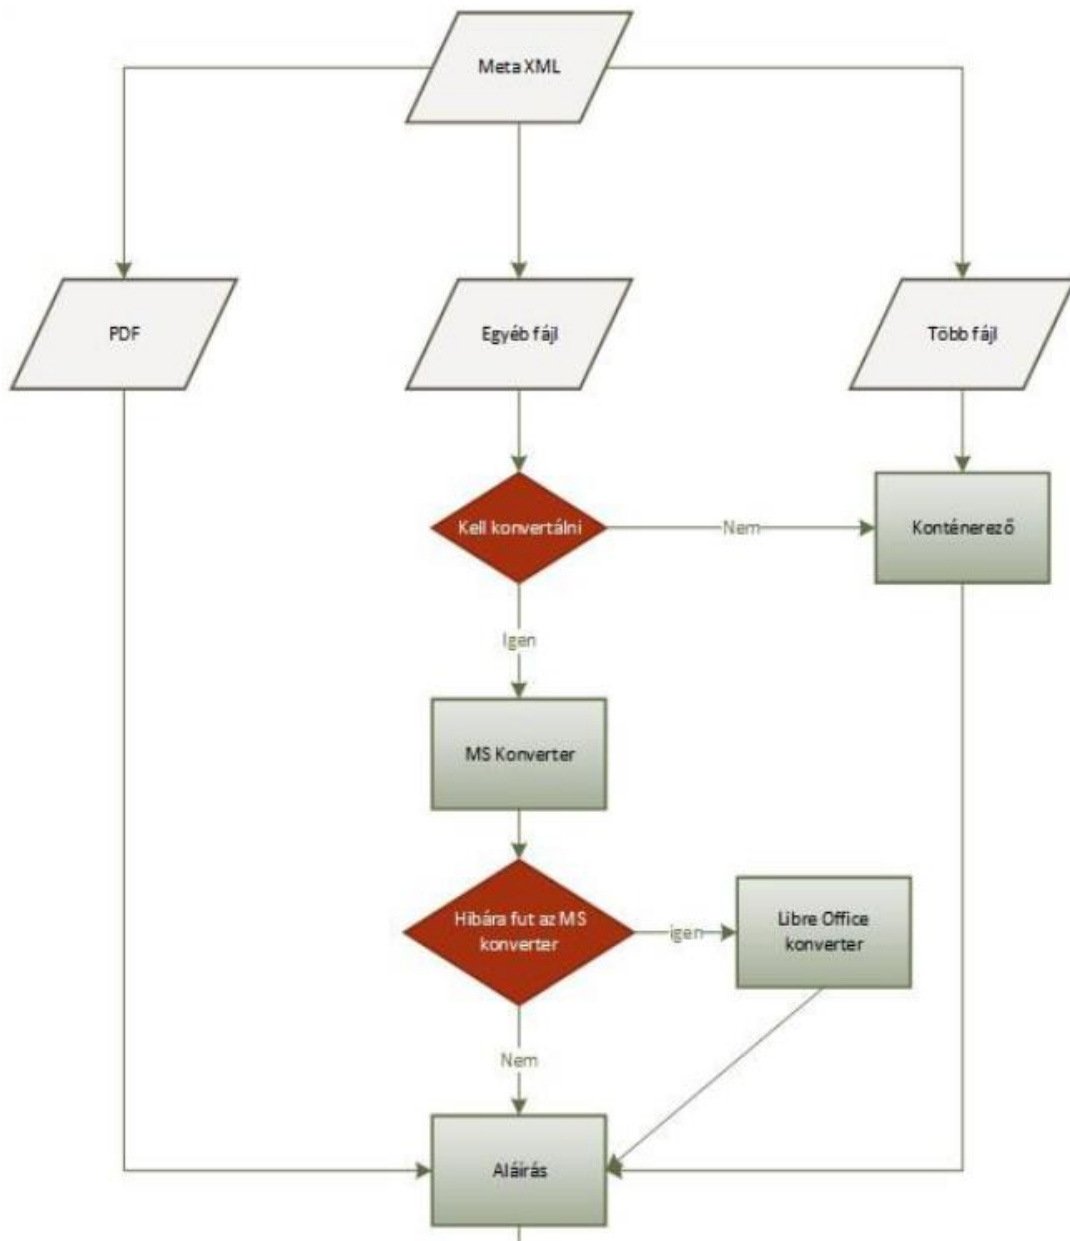 Meta XML
PDF
Egyéb fájl
Több fájl
Kell konvertálni
Nem
Konténerező
Igen
MS Konverter
Hibára fut az MS
konverter
igen
Libre Office
konverter
Nem
Aláírás